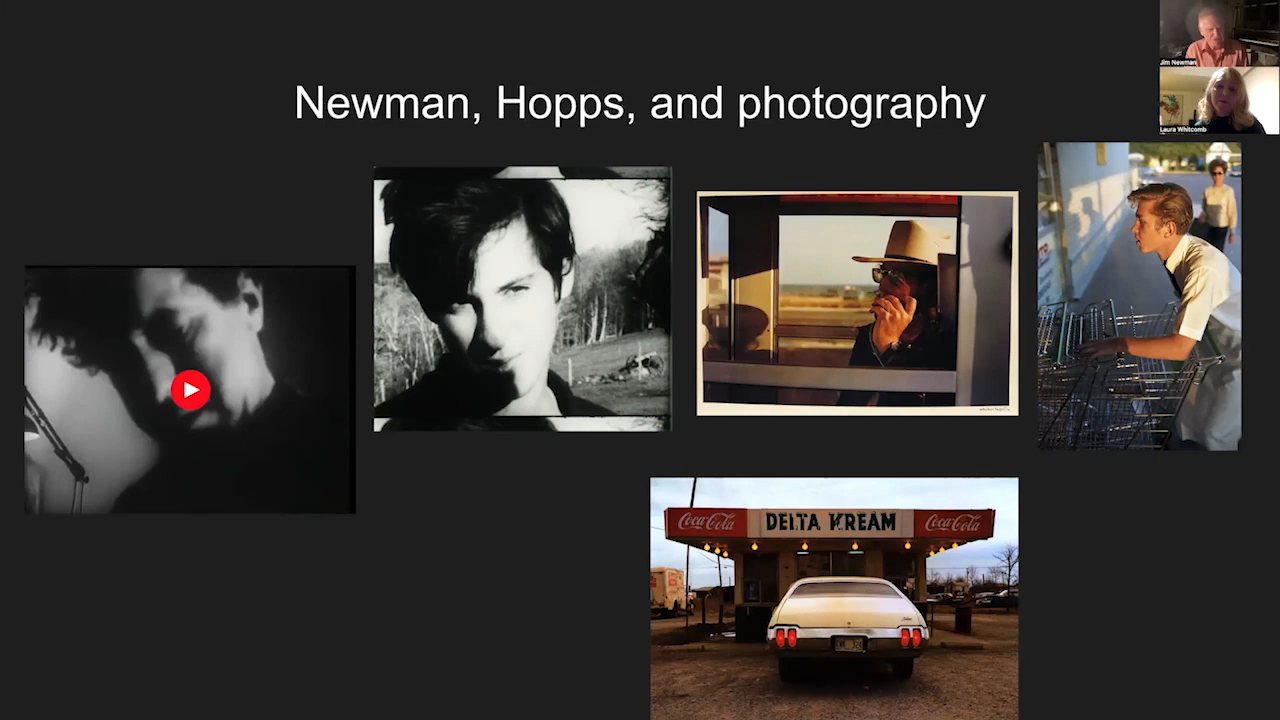 Newman, Hopps, and photography
Jim Newman
Laura Whitcomb
Coca-Cola DELTA KREAM Coca-Cola